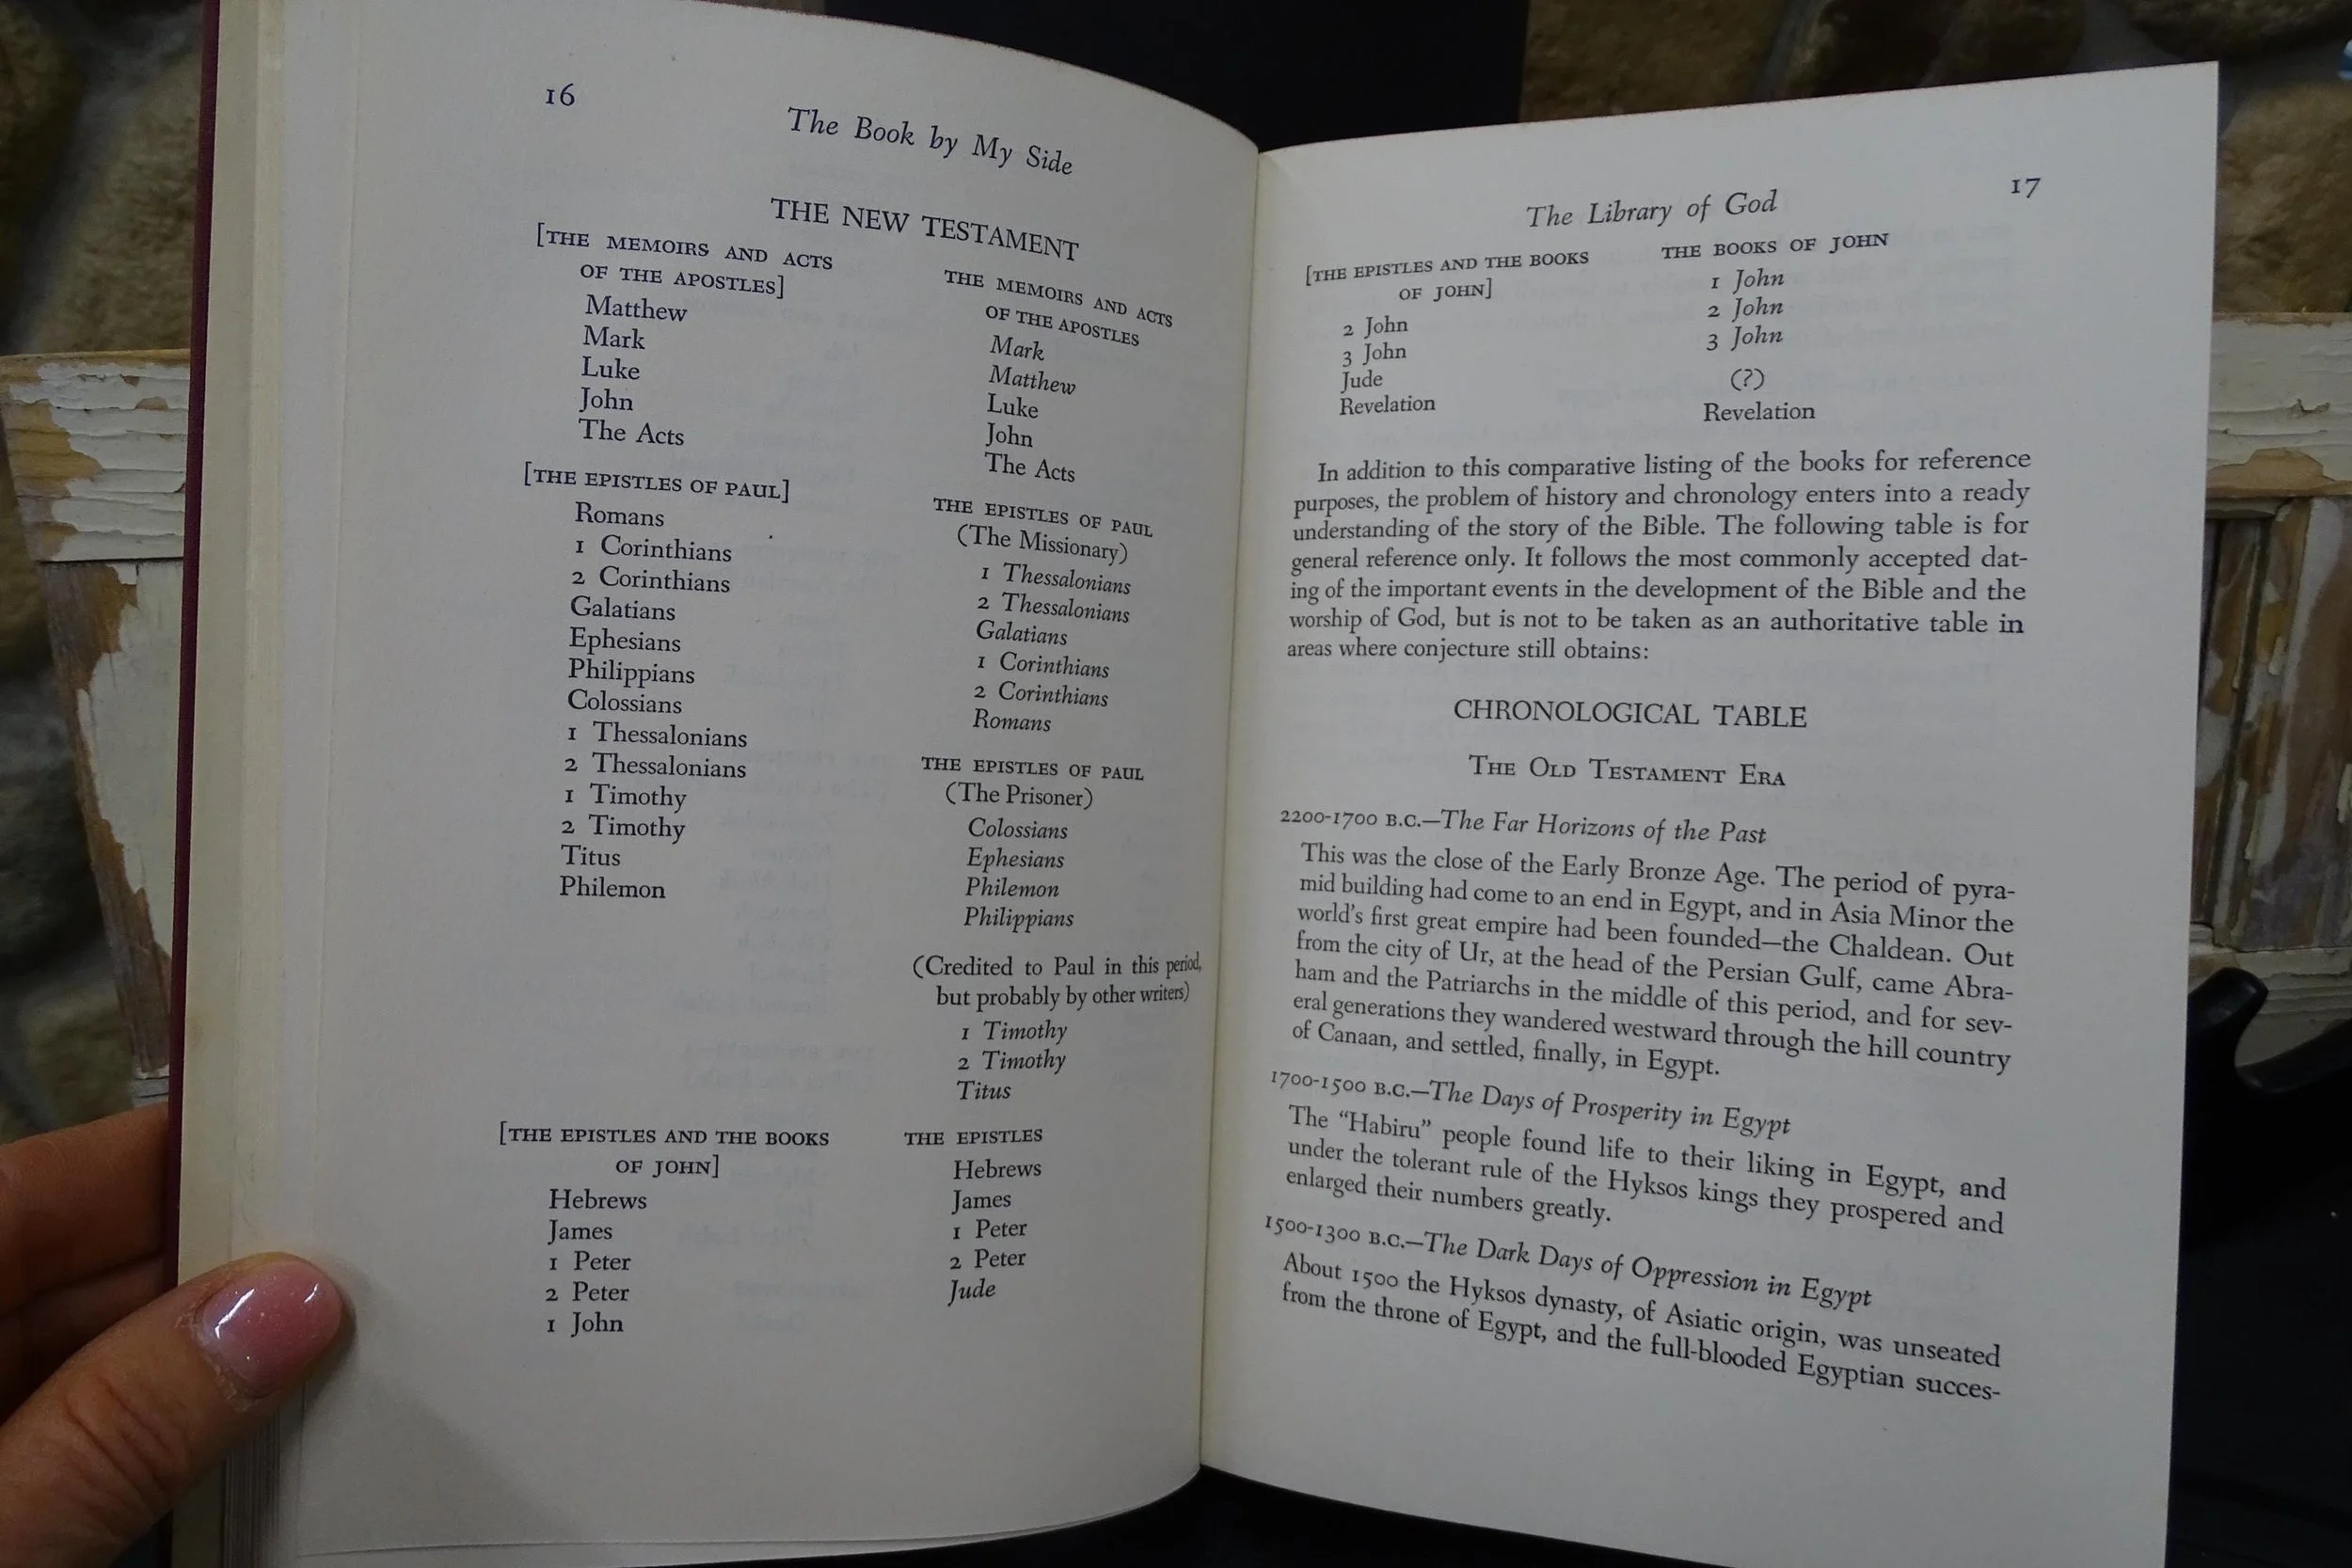 16
The Book by My Side
THE NEW TESTAMENT
[THE MEMOIRS AND ACTS
OF THE APOSTLES]
Matthew
Mark
Luke
John
The Acts
[THE EPISTLES OF PAUL]
Romans
1 Corinthians
2 Corinthians
Galatians
Ephesians
Philippians
Colossians
1 Thessalonians
2 Thessalonians
1 Timothy
2 Timothy
Titus
Philemon
[THE EPISTLES AND THE BOOKS
OF JOHN]
Hebrews
James
1 Peter
2 Peter
1 John
THE MEMOIRS AND ACTS
OF THE APOSTLES
Mark
Matthew
Luke
John
The Acts
THE EPISTLES OF PAUL
(The Missionary)
1 Thessalonians
2 Thessalonians
Galatians
1 Corinthians
2 Corinthians
Romans
THE EPISTLES OF PAUL
(The Prisoner)
Colossians
Ephesians
Philemon
Philippians
(Credited to Paul in this period,
but probably by other writers)
1 Timothy
2 Timothy
Titus
THE EPISTLES
Hebrews
James
1 Peter
2 Peter
Jude
17
The Library of God
[THE EPISTLES AND THE BOOKS
OF JOHN]
2 John
3 John
Jude
Revelation
THE BOOKS OF JOHN
1 John
2 John
3 John
(?)
Revelation
In addition to this comparative listing of the books for reference
purposes, the problem of history and chronology enters into a ready
understanding of the story of the Bible. The following table is for
general reference only. It follows the most commonly accepted dat-
ing of the important events in the development of the Bible and the
worship of God, but is not to be taken as an authoritative table in
areas where conjecture still obtains:
CHRONOLOGICAL TABLE
THE OLD TESTAMENT ERA
2200-1700 B.C.—The Far Horizons of the Past
This was the close of the Early Bronze Age. The period of pyra-
mid building had come to an end in Egypt, and in Asia Minor the
world's first great empire had been founded—the Chaldean. Out
from the city of Ur, at the head of the Persian Gulf, came Abra-
ham and the Patriarchs in the middle of this period, and for sev-
eral generations they wandered westward through the hill country
of Canaan, and settled, finally, in Egypt.
1700-1500 B.C.—The Days of Prosperity in Egypt
The "Habiru" people found life to their liking in Egypt, and
under the tolerant rule of the Hyksos kings they prospered and
enlarged their numbers greatly.
1500-1300 B.C.—The Dark Days of Oppression in Egypt
About 1500 the Hyksos dynasty, of Asiatic origin, was unseated
from the throne of Egypt, and the full-blooded Egyptian succes-